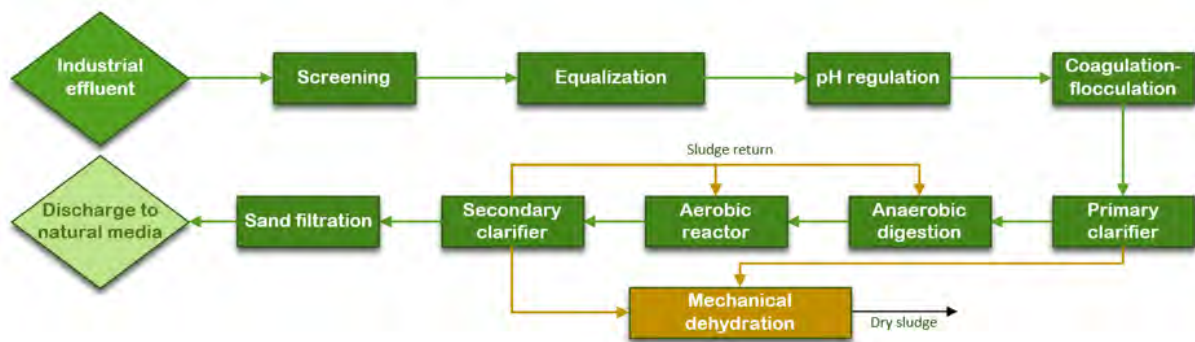 Industrial
effluent
Screening
Equalization
pH regulation
Coagulation-
flocculation
Sludge return
Discharge to
natural media
Sand filtration
Secondary
clarifier
Aerobic
reactor
Anaerobic
digestion
Primary
clarifier
Mechanical
dehydration
Dry sludge